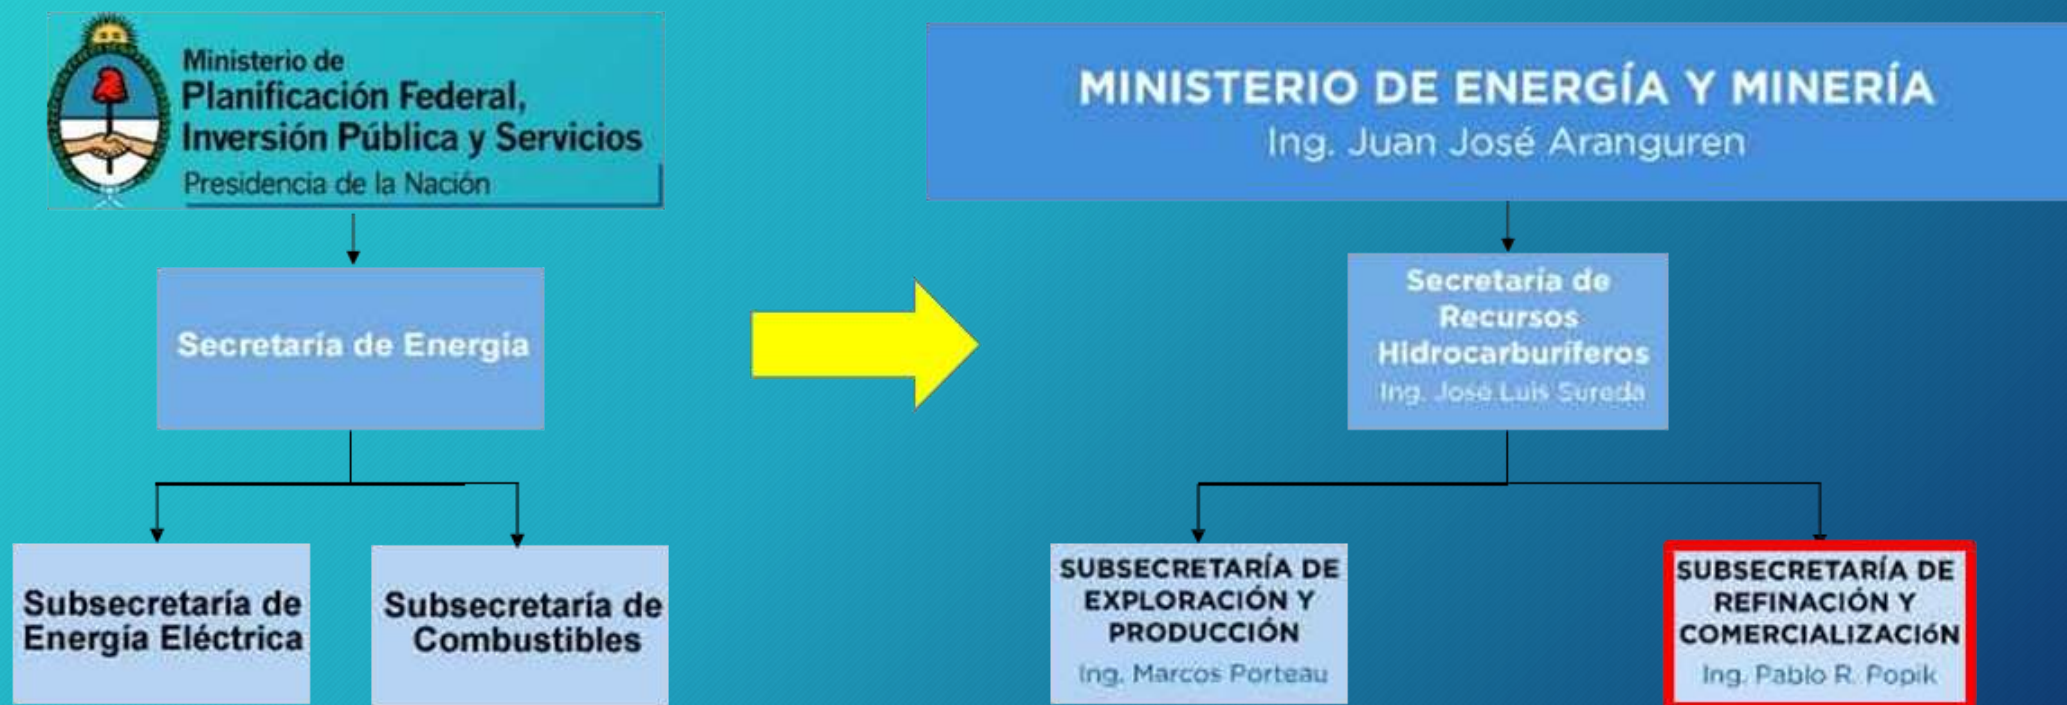 Ministerio de
Planificación Federal,
Inversión Pública y Servicios
Presidencia de la Nación
Secretaría de Energía
Subsecretaría de
Energía Eléctrica
Subsecretaría de
Combustibles
MINISTERIO DE ENERGÍA Y MINERÍA
Ing. Juan José Aranguren
Secretaría de
Recursos
Hidrocarburíferos
Ing. José Luis Sureda
SUBSECRETARÍA DE
EXPLORACIÓN Y
PRODUCCIÓN
Ing. Marcos Porteau
SUBSECRETARÍA DE
REFINACIÓN Y
COMERCIALIZACIóN
Ing. Pablo R. Popik